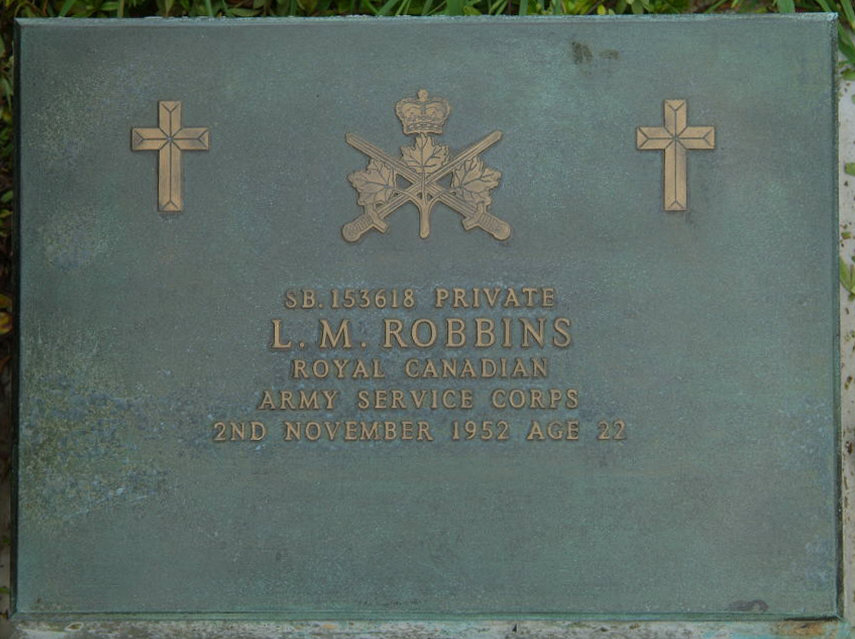 SB.153618 PRIVATE
L. M. ROBBINS
ROYAL CANADIAN
ARMY SERVICE CORPS
2ND NOVEMBER 1952 AGE 22